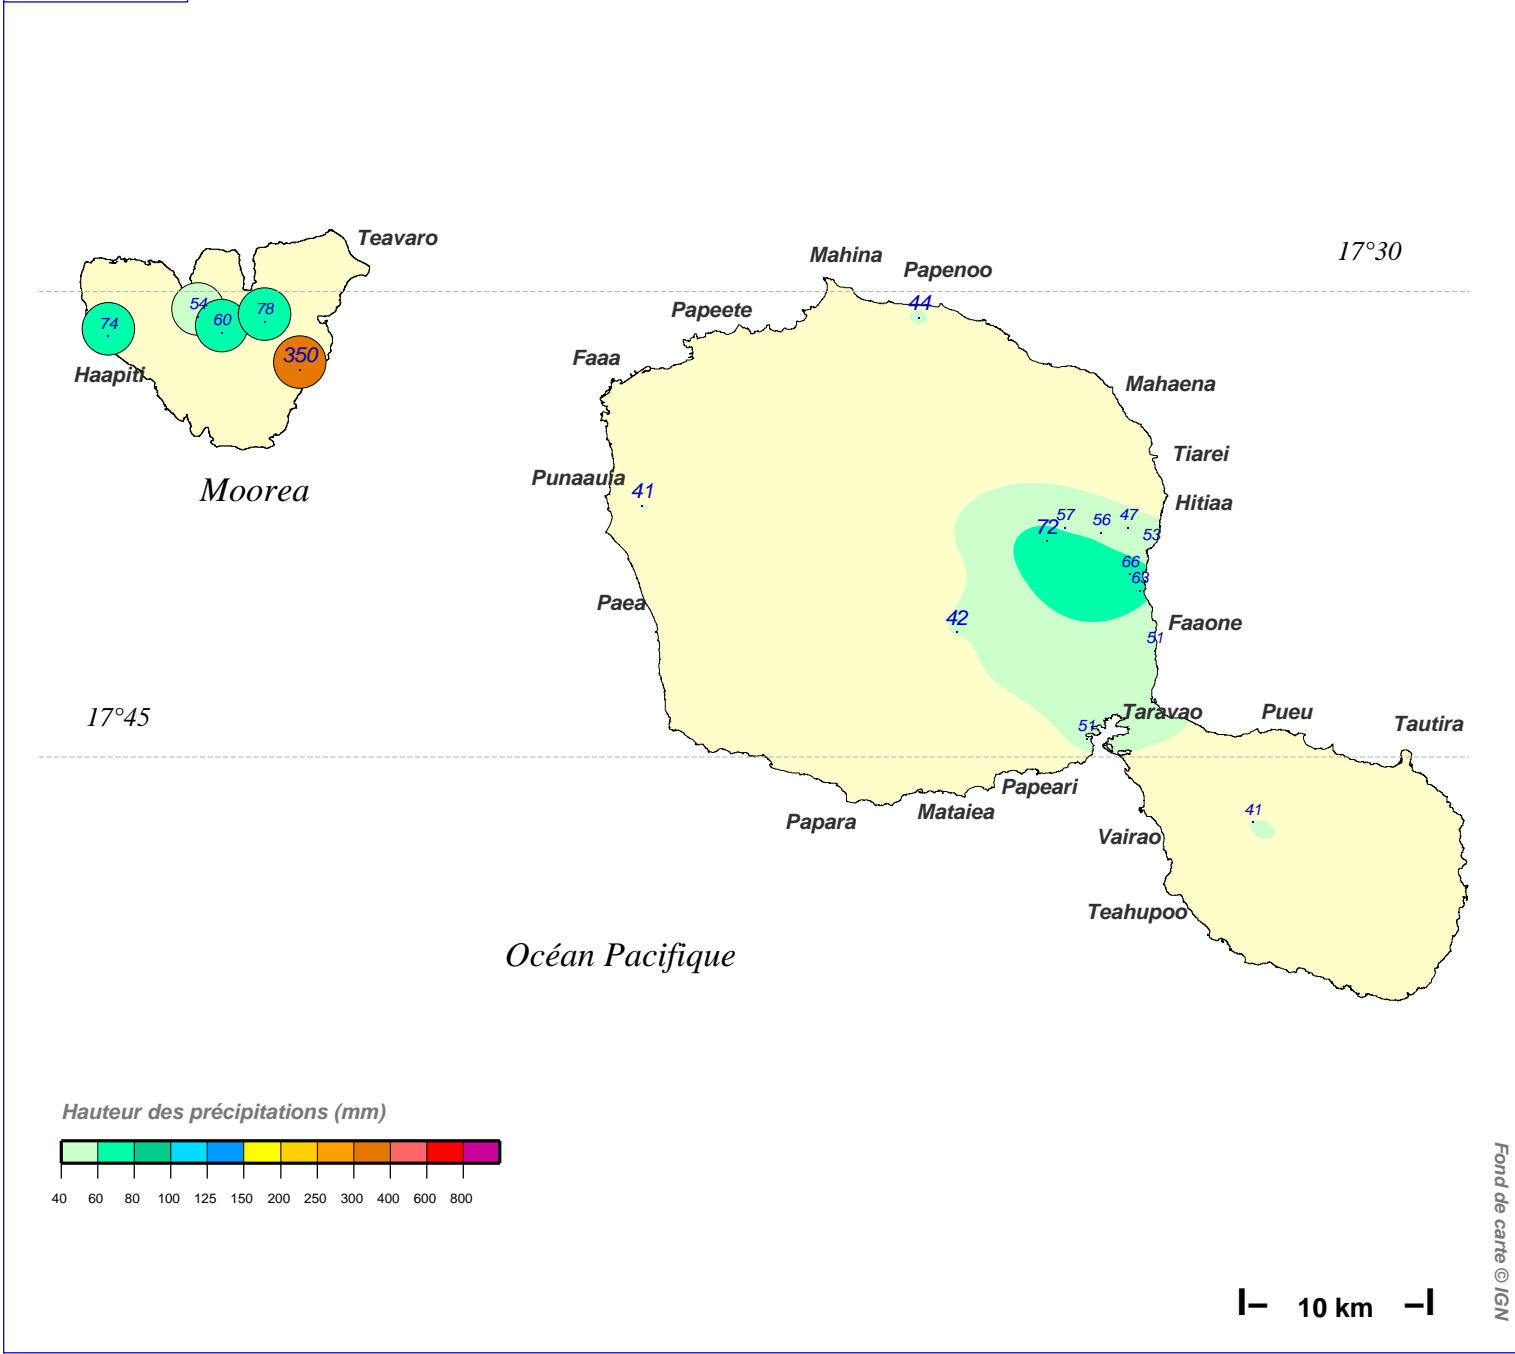 Teavaro
Mahina
17°30
Papenoo
54
44
78
Papeete
60
74
350
Faaa
Haapiti
Mahaena
Tiarei
Punaauia
Moorea
41
Hitiaa
57
56
47
72
53
66
63
Paea
42
Faaone
51
17°45
Taravao
Pueu
51
Tautira
Papeari
41
Mataiea
Papara
Vairao
Teahupoo
Océan Pacifique
Hauteur des précipitations (mm)
40 60 80 100 125 150 200 250 300 400 600 800
Fond de carte © IGN
10 km